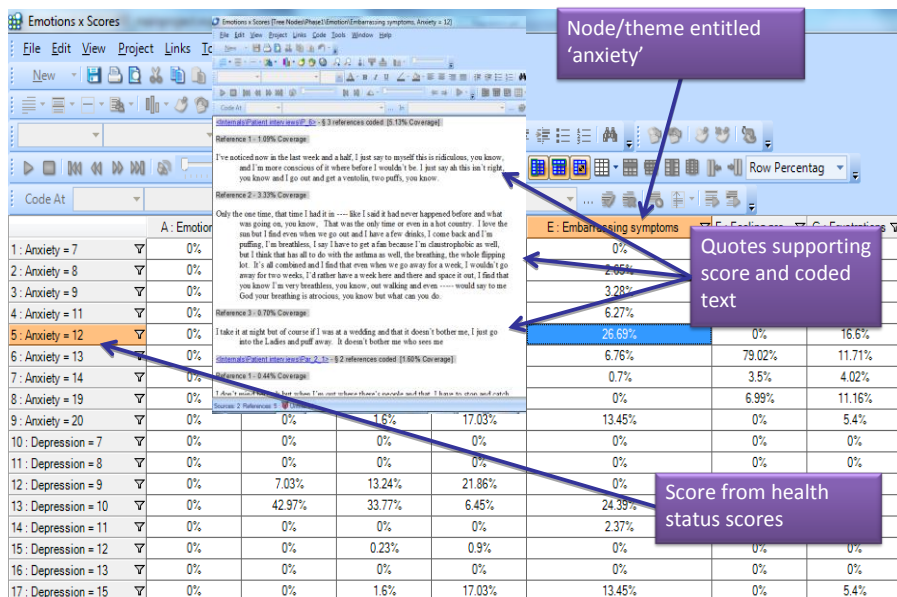 Emotions x Scores
File Edit View Project Links
New
Code At
Row Percentag
Emotions x Scores [Tree Nodes\Phase1\Emotion\Embarrassing symptoms, Anxiety = 12]
File Edit View Project Links Code Tools Window Help
New
Code At
<Internals\Patient interviews\P_6> - § 3 references coded [5.13% Coverage]
Reference 1 - 1.09% Coverage
I've noticed now in the last week and a half, I just say to myself this is ridiculous, you know,
and I'm more conscious of it where before I wouldn't be. I just say ah this isn't right,
you know and I go out and get a ventolin, two puffs, you know.
Reference 2 - 3.33% Coverage
Only the one time, that time I had it in ---- like I said it had never happened before and what
was going on, you know, That was the only time or even in a hot country. I love the
sun but I find even when we go out and I have a few drinks, I come back and I'm
puffing, I'm breathless, I say I have to get a fan because I'm claustrophobic as well,
but I think that has all to do with the asthma as well, the breathing, the whole flipping
lot. It's all combined and I find that even when we go away for a week, I wouldn't go
away for two weeks, I'd rather have a week here and there and space it out, I find that
you know I'm very breathless, you know, out walking and even ----- would say to me
God your breathing is atrocious, you know but what can you do.
Reference 3 - 0.70% Coverage
I take it at night but of course if I was at a wedding and that it doesn't bother me, I just go
into the Ladies and puff away. It doesn't bother me who sees me
<Internals\Patient interviews\Par_2_1> - § 2 references coded [1.60% Coverage]
Reference 1 - 0.44% Coverage
Sources: 2 References: 5
Node/theme entitled
'anxiety'
Quotes supporting
score and coded
text
Score from health
status scores
A : Emotion E : Embarrassing symptoms
1 : Anxiety = 7 0% 0%
2 : Anxiety = 8 0% 2.65%
3 : Anxiety = 9 0% 3.28%
4 : Anxiety = 11 0% 6.27%
5 : Anxiety = 12 0% 26.69% 0% 16.6%
6 : Anxiety = 13 0% 6.76% 79.02% 11.71%
7 : Anxiety = 14 0% 0.7% 3.5% 4.02%
8 : Anxiety = 19 0% 0% 6.99% 11.16%
9 : Anxiety = 20 0% 0% 1.6% 17.03% 13.45% 0% 5.4%
10 : Depression = 7 0% 0% 0% 0% 0% 0% 0%
11 : Depression = 8 0% 0% 0% 0% 0% 0% 0%
12 : Depression = 9 0% 7.03% 13.24% 21.86% 0%
13 : Depression = 10 0% 42.97% 33.77% 6.45% 24.39%
14 : Depression = 11 0% 0% 0% 0% 2.37%
15 : Depression = 12 0% 0% 0.23% 0.9% 0% 0% 0%
16 : Depression = 13 0% 0% 0% 0% 0% 0% 0%
17 : Depression = 15 0% 0% 1.6% 17.03% 13.45% 0% 5.4%